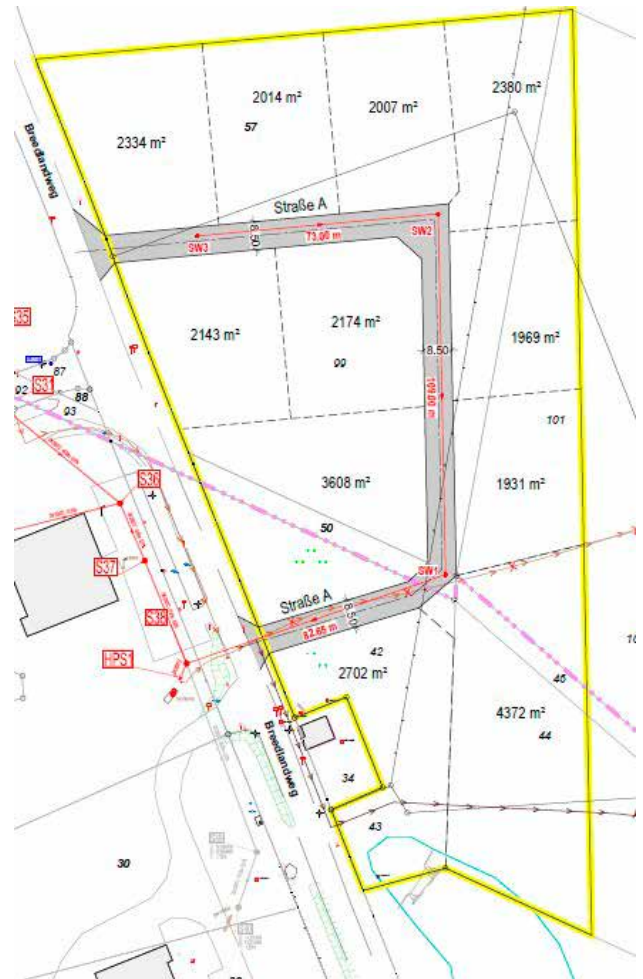 2380 m²
2014 m²
2007 m²
57
2334 m²
Breedlandweg
Straße A
8.50
73.00 m
SW3
SW2
2143 m²
2174 m²
99
8.50
1969 m²
S35
87
S31
92
88
93
109.00 m
101
3608 m²
1931 m²
S36
50
S37
SW1
Straße A
8.50
82.65 m
S38
HPS1
42
2702 m²
46
4372 m²
44
Breedlandweg
34
43
30